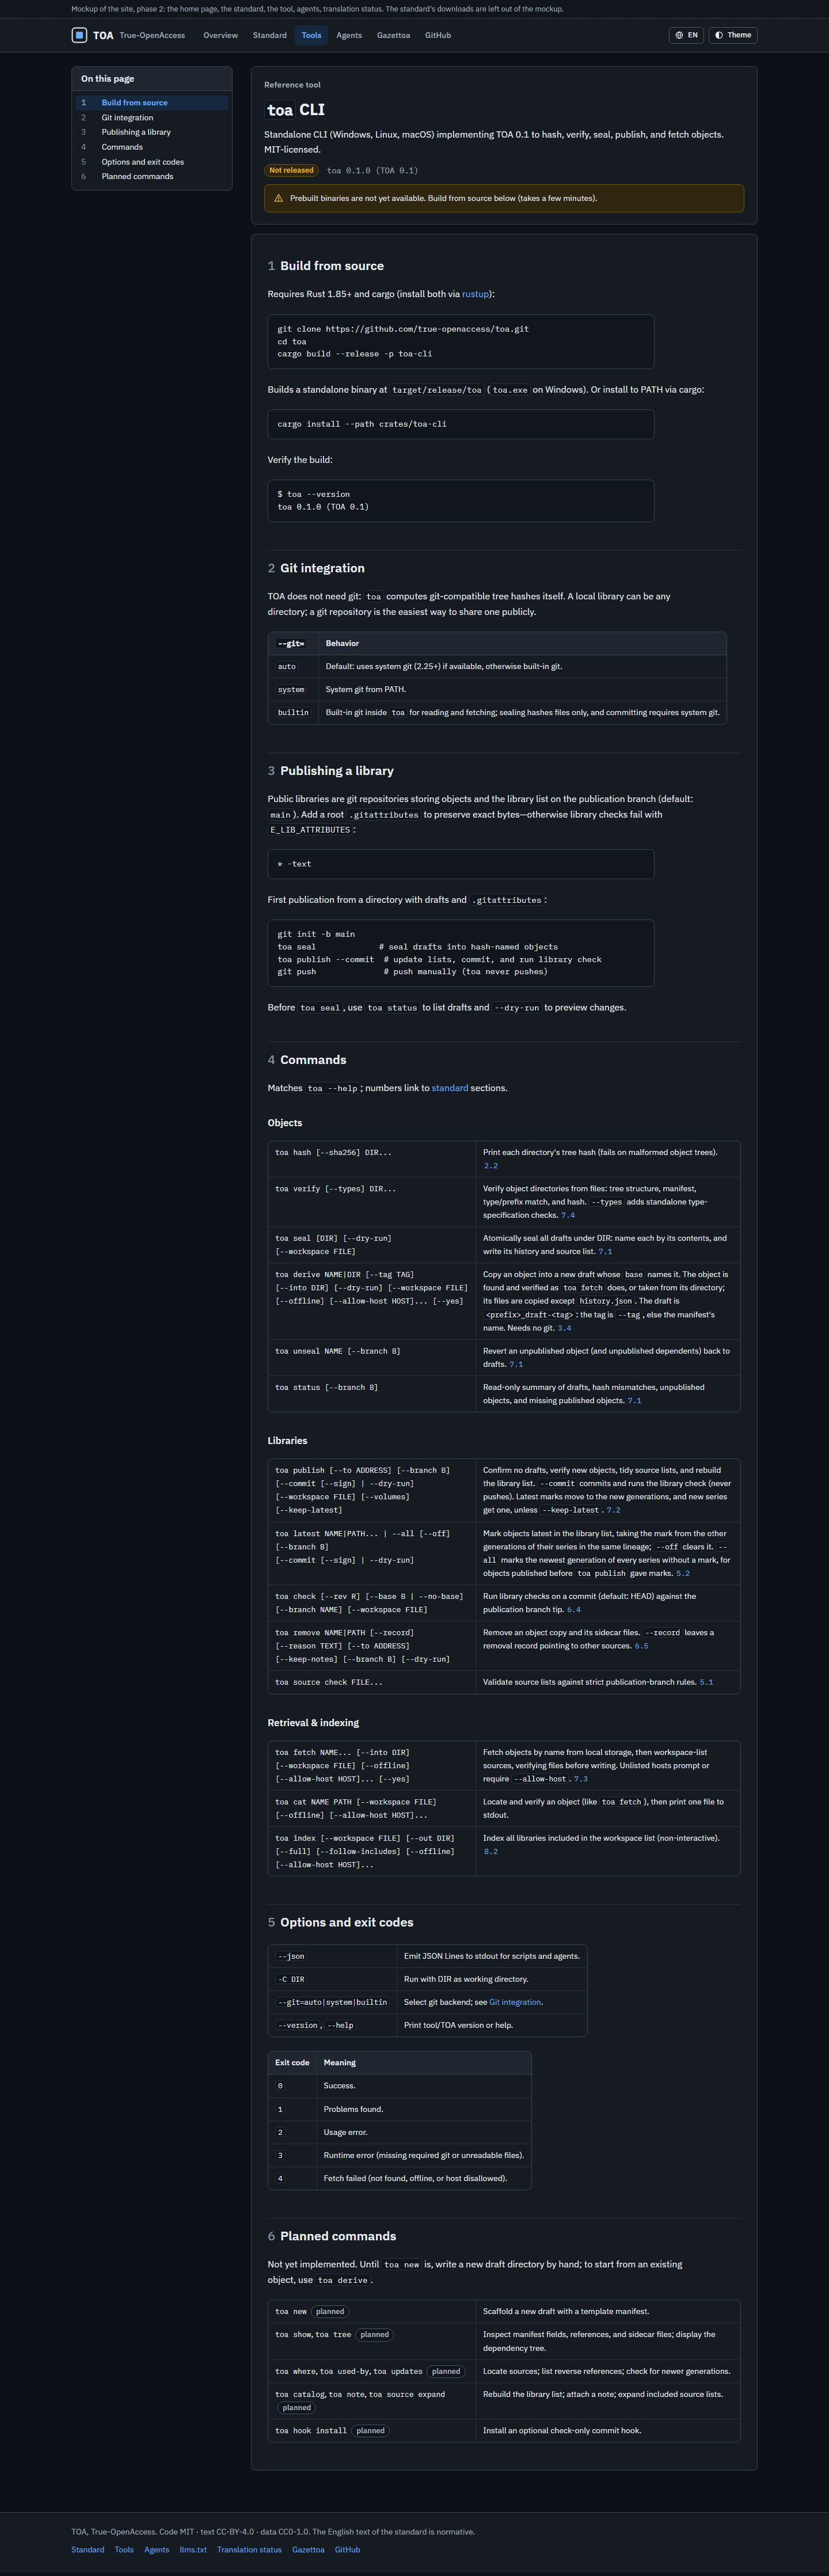 Mockup of the site, phase 2: the home page, the standard, the tool, agents, translation status. The standard's downloads are left out of the mockup.
TOA True-OpenAccess Overview Standard Tools Agents Gazettoa GitHub EN Theme
On this page
1 Build from source
2 Git integration
3 Publishing a library
4 Commands
5 Options and exit codes
6 Planned commands
Reference tool
toa CLI
Standalone CLI (Windows, Linux, macOS) implementing TOA 0.1 to hash, verify, seal, publish, and fetch objects.
MIT-licensed.
Not released toa 0.1.0 (TOA 0.1)
Prebuilt binaries are not yet available. Build from source below (takes a few minutes).
1 Build from source
Requires Rust 1.85+ and cargo (install both via rustup):
git clone https://github.com/true-openaccess/toa.git
cd toa
cargo build --release -p toa-cli
Builds a standalone binary at target/release/toa (toa.exe on Windows). Or install to PATH via cargo:
cargo install --path crates/toa-cli
Verify the build:
$ toa --version
toa 0.1.0 (TOA 0.1)
2 Git integration
TOA does not need git: toa computes git-compatible tree hashes itself. A local library can be any
directory; a git repository is the easiest way to share one publicly.
--git= Behavior
auto Default: uses system git (2.25+) if available, otherwise built-in git.
system System git from PATH.
builtin Built-in git inside toa for reading and fetching; sealing hashes files only, and committing requires system git.
3 Publishing a library
Public libraries are git repositories storing objects and the library list on the publication branch (default:
main). Add a root .gitattributes to preserve exact bytes—otherwise library checks fail with
E_LIB_ATTRIBUTES:
* -text
First publication from a directory with drafts and .gitattributes:
git init -b main
toa seal # seal drafts into hash-named objects
toa publish --commit # update lists, commit, and run library check
git push # push manually (toa never pushes)
Before toa seal, use toa status to list drafts and --dry-run to preview changes.
4 Commands
Matches toa --help; numbers link to standard sections.
Objects
toa hash [--sha256] DIR... Print each directory's tree hash (fails on malformed object trees).
2.2
toa verify [--types] DIR... Verify object directories from files: tree structure, manifest,
type/prefix match, and hash. --types adds standalone type-
specification checks. 7.4
toa seal [DIR] [--dry-run] Atomically seal all drafts under DIR: name each by its contents, and
[--workspace FILE] write its history and source list. 7.1
toa derive NAME|DIR [--tag TAG] Copy an object into a new draft whose base names it. The object is
[--into DIR] [--dry-run] [--workspace FILE] found and verified as toa fetch does, or taken from its directory;
[--offline] [--allow-host HOST]... [--yes] its files are copied except history.json. The draft is
<prefix>_draft-<tag>: the tag is --tag, else the manifest's
name. Needs no git. 3.4
toa unseal NAME [--branch B] Revert an unpublished object (and unpublished dependents) back to
drafts. 7.1
toa status [--branch B] Read-only summary of drafts, hash mismatches, unpublished
objects, and missing published objects. 7.1
Libraries
toa publish [--to ADDRESS] [--branch B] Confirm no drafts, verify new objects, tidy source lists, and rebuild
[--commit [--sign] | --dry-run] the library list. --commit commits and runs the library check (never
[--workspace FILE] [--volumes] pushes). Latest marks move to the new generations, and new series
[--keep-latest] get one, unless --keep-latest. 7.2
toa latest NAME|PATH... | --all [--off] Mark objects latest in the library list, taking the mark from the other
[--branch B] generations of their series in the same lineage; --off clears it. --
[--commit [--sign] | --dry-run] all marks the newest generation of every series without a mark, for
objects published before toa publish gave marks. 5.2
toa check [--rev R] [--base B | --no-base] Run library checks on a commit (default: HEAD) against the
[--branch NAME] [--workspace FILE] publication branch tip. 6.4
toa remove NAME|PATH [--record] Remove an object copy and its sidecar files. --record leaves a
[--reason TEXT] [--to ADDRESS] removal record pointing to other sources. 6.5
[--keep-notes] [--branch B] [--dry-run]
toa source check FILE... Validate source lists against strict publication-branch rules. 5.1
Retrieval & indexing
toa fetch NAME... [--into DIR] Fetch objects by name from local storage, then workspace-list
[--workspace FILE] [--offline] sources, verifying files before writing. Unlisted hosts prompt or
[--allow-host HOST]... [--yes] require --allow-host. 7.3
toa cat NAME PATH [--workspace FILE] Locate and verify an object (like toa fetch), then print one file to
[--offline] [--allow-host HOST]... stdout.
toa index [--workspace FILE] [--out DIR] Index all libraries included in the workspace list (non-interactive).
[--full] [--follow-includes] [--offline] 8.2
[--allow-host HOST]...
5 Options and exit codes
--json Emit JSON Lines to stdout for scripts and agents.
-C DIR Run with DIR as working directory.
--git=auto|system|builtin Select git backend; see Git integration.
--version, --help Print tool/TOA version or help.
Exit code Meaning
0 Success.
1 Problems found.
2 Usage error.
3 Runtime error (missing required git or unreadable files).
4 Fetch failed (not found, offline, or host disallowed).
6 Planned commands
Not yet implemented. Until toa new is, write a new draft directory by hand; to start from an existing
object, use toa derive.
toa new planned Scaffold a new draft with a template manifest.
toa show, toa tree planned Inspect manifest fields, references, and sidecar files; display the
dependency tree.
toa where, toa used-by, toa updates planned Locate sources; list reverse references; check for newer generations.
toa catalog, toa note, toa source expand Rebuild the library list; attach a note; expand included source lists.
planned
toa hook install planned Install an optional check-only commit hook.
TOA, True-OpenAccess. Code MIT · text CC-BY-4.0 · data CC0-1.0. The English text of the standard is normative.
Standard Tools Agents llms.txt Translation status Gazettoa GitHub